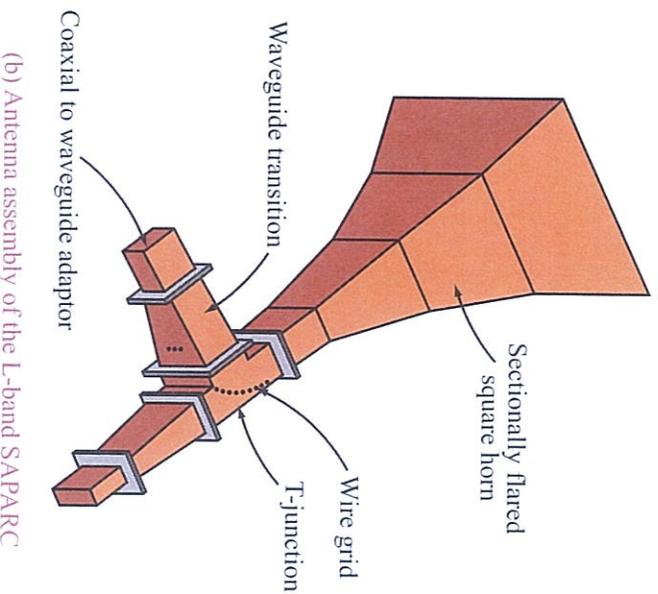 Sectionally flared
square horn
Wire grid
T-junction
Waveguide transition
Coaxial to waveguide adaptor
(b) Antenna assembly of the L-band SAPARC